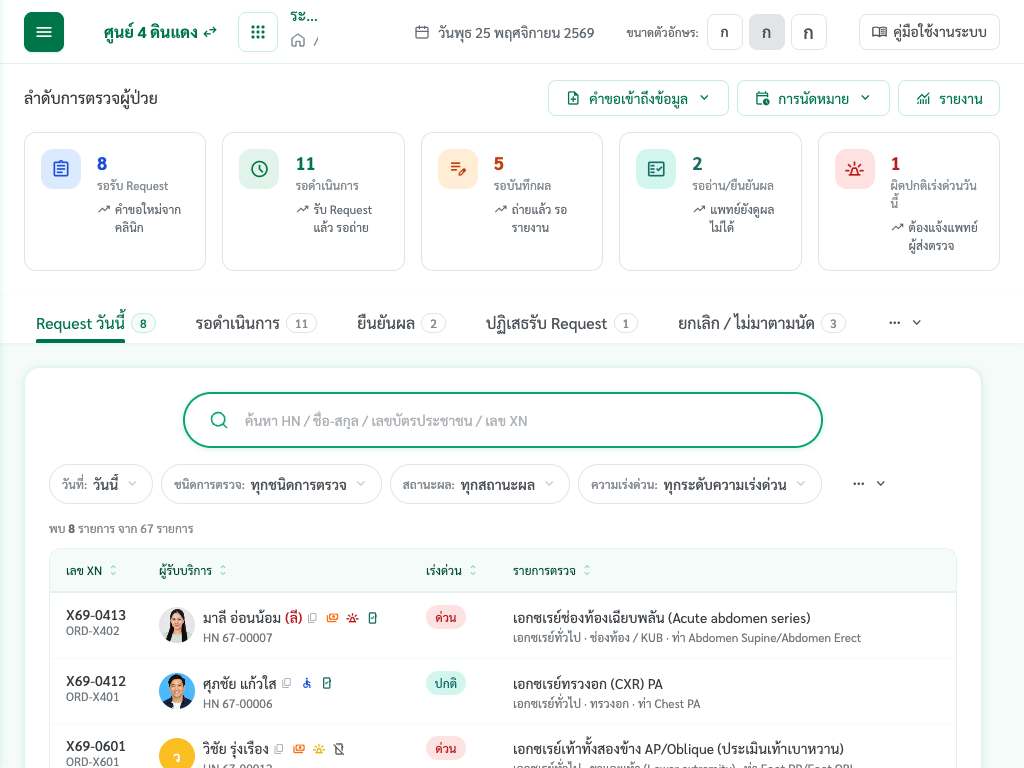 ศูนย์ 4 ดินแดง
ระ...
/
วันพุธ 25 พฤศจิกายน 2569
ขนาดตัวอักษร:
ก
ก
ก
คู่มือใช้งานระบบ
ลำดับการตรวจผู้ป่วย
คำขอเข้าถึงข้อมูล
การนัดหมาย
รายงาน
8
รอรับ Request
คำขอใหม่จาก
คลินิก
11
รอดำเนินการ
รับ Request
แล้ว รอถ่าย
5
รอบันทึกผล
ถ่ายแล้ว รอ
รายงาน
2
รออ่าน/ยืนยันผล
แพทย์ยังดูผล
ไม่ได้
1
ผิดปกติเร่งด่วนวัน
นี้
ต้องแจ้งแพทย์
ผู้ส่งตรวจ
Request วันนี้ 8
รอดำเนินการ 11
ยืนยันผล 2
ปฏิเสธรับ Request 1
ยกเลิก / ไม่มาตามนัด 3
...
ค้นหา HN / ชื่อ-สกุล / เลขบัตรประชาชน / เลข XN
วันที่: วันนี้
ชนิดการตรวจ: ทุกชนิดการตรวจ
สถานะผล: ทุกสถานะผล
ความเร่งด่วน: ทุกระดับความเร่งด่วน
...
พบ 8 รายการ จาก 67 รายการ
เลข XN ผู้รับบริการ เร่งด่วน รายการตรวจ
X69-0413
ORD-X402
มาลี อ่อนน้อม (ลี)
HN 67-00007
ด่วน
เอกซเรย์ช่องท้องเฉียบพลัน (Acute abdomen series)
เอกซเรย์ทั่วไป · ช่องท้อง / KUB · ท่า Abdomen Supine/Abdomen Erect
X69-0412
ORD-X401
ศุภชัย แก้วใส
HN 67-00006
ปกติ
เอกซเรย์ทรวงอก (CXR) PA
เอกซเรย์ทั่วไป · ทรวงอก · ท่า Chest PA
X69-0601
ORD-X601
ว
วิชัย รุ่งเรือง
ด่วน
เอกซเรย์เท้าทั้งสองข้าง AP/Oblique (ประเมินเท้าเบาหวาน)